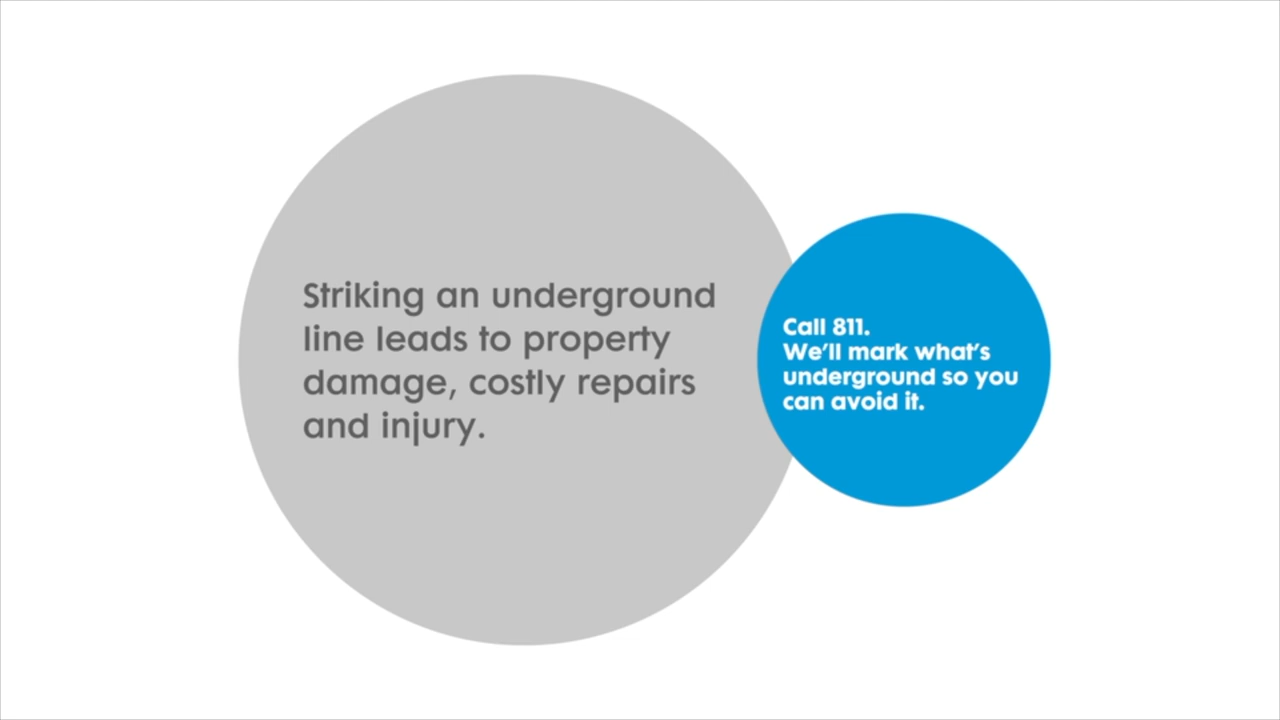 Striking an underground
line leads to property
damage, costly repairs
and injury.
Call 811.
We'll mark what's
underground so you
can avoid it.